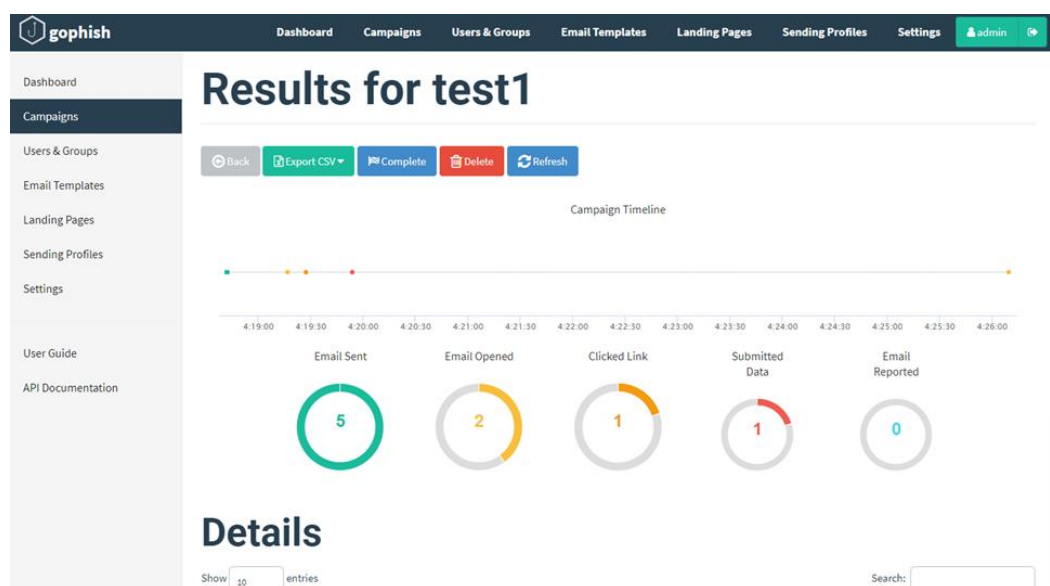 gophish
Dashboard Campaigns Users & Groups Email Templates Landing Pages Sending Profiles Settings admin
Dashboard
Campaigns
Users & Groups
Email Templates
Landing Pages
Sending Profiles
Settings
User Guide
API Documentation
Results for test1
Back Export CSV Complete Delete Refresh
Campaign Timeline
4:19:00 4:19:30 4:20:00 4:20:30 4:21:00 4:21:30 4:22:00 4:22:30 4:23:00 4:23:30 4:24:00 4:24:30 4:25:00 4:25:30 4:26:00
Email Sent Email Opened Clicked Link Submitted Data Email Reported
5 2 1 1 0
Details
Show 10 entries Search: